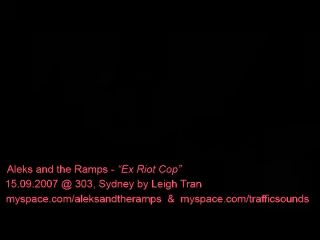 Aleks and the Ramps - “Ex Riot Cop”
15.09.2007 @ 303, Sydney by Leigh Tran
myspace.com/aleksandtheramps & myspace.com/trafficsounds